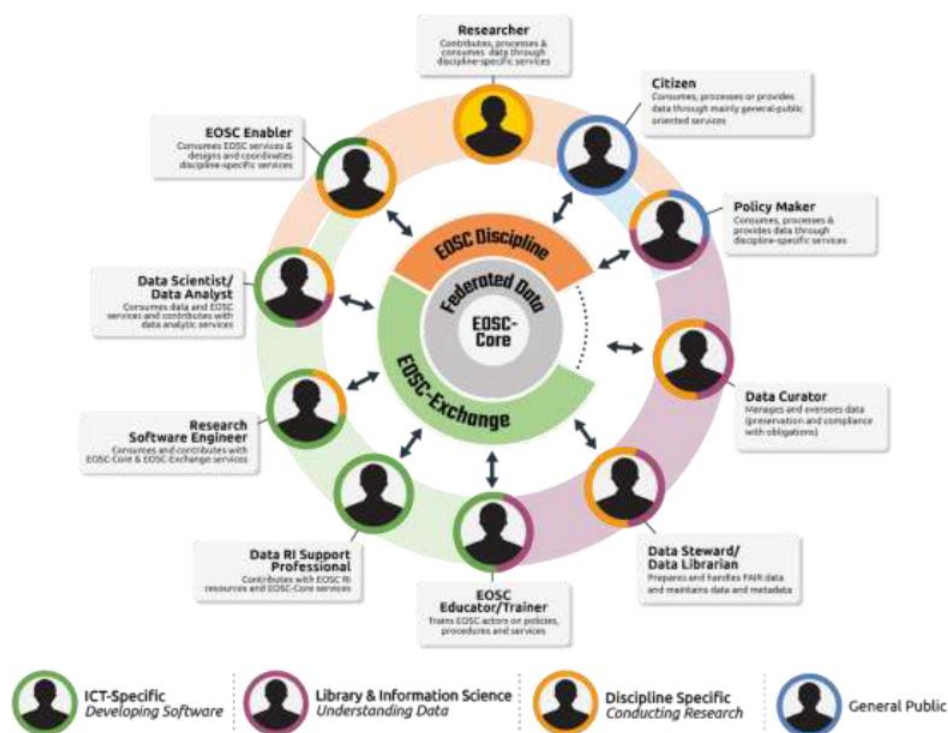 Researcher
Contributes, processes &
consumes data through
discipline-specific services
Citizen
Consumes, processes or provides
data through mainly general-public
oriented services
EOSC Enabler
Consumes EOSC services &
designs and coordinates
discipline-specific services
Policy Maker
Consumes, processes &
provides data through
discipline-specific services
EOSC Discipline
Federated Data
EOSC-
Core
EOSC-Exchange
Data Scientist/
Data Analyst
Consumes data and EOSC
services and contributes with
data analytic services
Data Curator
Manages and oversees data
(preservation and compliance
with obligations)
Research
Software Engineer
Consumes and contributes with
EOSC-Core & EOSC-Exchange services
Data RI Support
Professional
Contributes with EOSC RI
resources and EOSC-Core services
Data Steward/
Data Librarian
Prepares and handles FAIR data
and maintains data and metadata
EOSC
Educator/Trainer
Trains EOSC actors on policies,
procedures and services
ICT-Specific
Developing Software
Library & Information Science
Understanding Data
Discipline Specific
Conducting Research
General Public